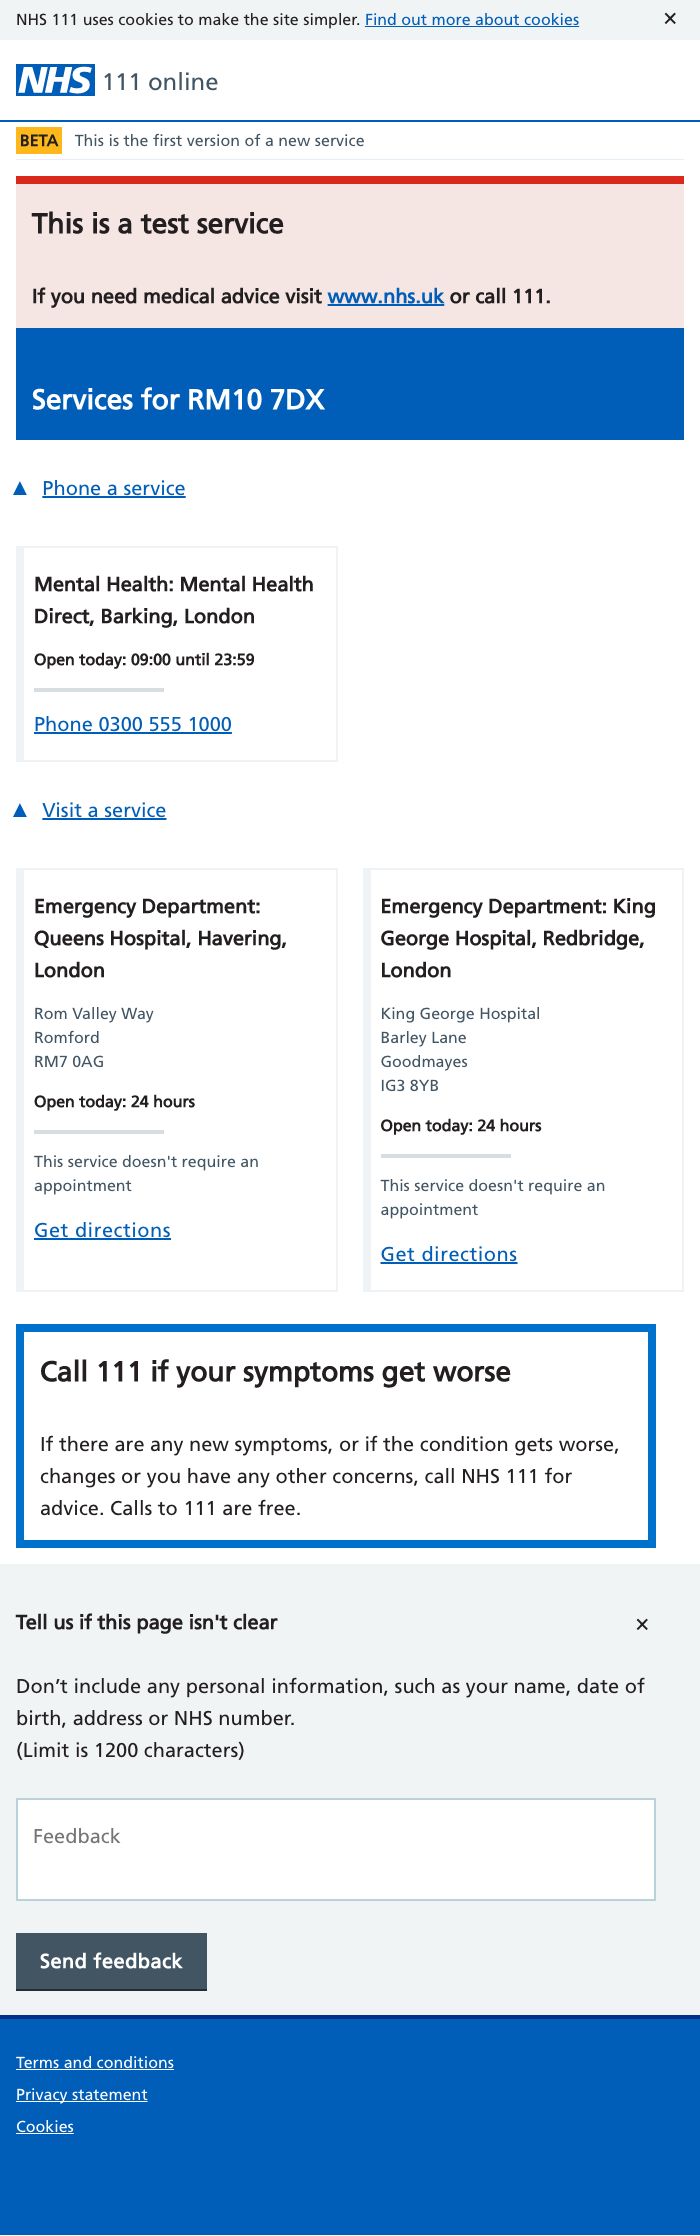 NHS 111 uses cookies to make the site simpler. Find out more about cookies ✕
NHS 111 online
BETA This is the first version of a new service
This is a test service
If you need medical advice visit www.nhs.uk or call 111.
Services for RM10 7DX
▲ Phone a service
Mental Health: Mental Health
Direct, Barking, London
Open today: 09:00 until 23:59
Phone 0300 555 1000
▲ Visit a service
Emergency Department:
Queens Hospital, Havering,
London
Rom Valley Way
Romford
RM7 0AG
Open today: 24 hours
This service doesn't require an
appointment
Get directions
Emergency Department: King
George Hospital, Redbridge,
London
King George Hospital
Barley Lane
Goodmayes
IG3 8YB
Open today: 24 hours
This service doesn't require an
appointment
Get directions
Call 111 if your symptoms get worse
If there are any new symptoms, or if the condition gets worse,
changes or you have any other concerns, call NHS 111 for
advice. Calls to 111 are free.
Tell us if this page isn't clear ✕
Don’t include any personal information, such as your name, date of
birth, address or NHS number.
(Limit is 1200 characters)
Feedback
Send feedback
Terms and conditions
Privacy statement
Cookies